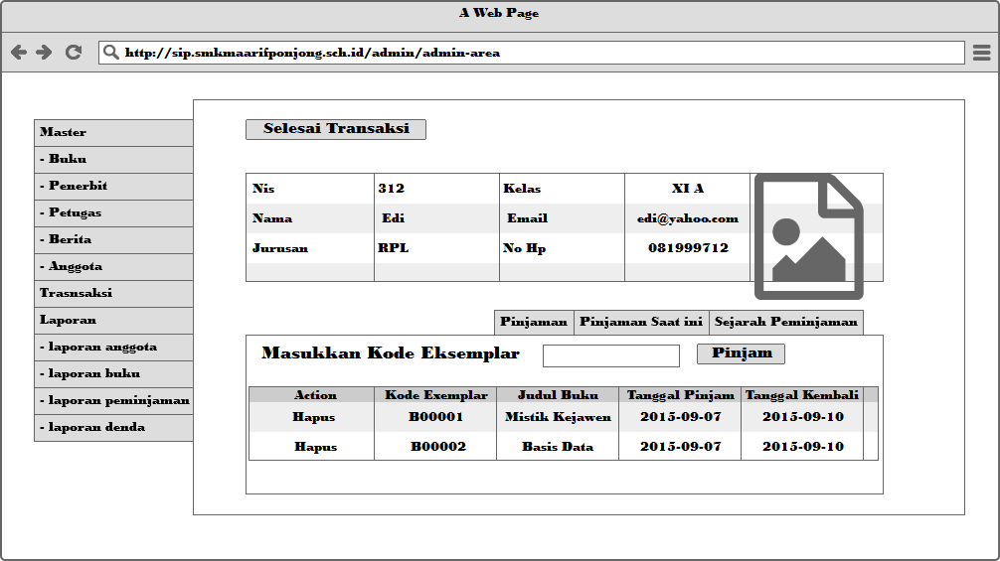 A Web Page
http://sip.smkmaarifponjong.sch.id/admin/admin-area
Master
- Buku
- Penerbit
- Petugas
- Berita
- Anggota
Trasnsaksi
Laporan
- laporan anggota
- laporan buku
- laporan peminjaman
- laporan denda
Selesai Transaksi
Nis 312 Kelas XI A
Nama Edi Email edi@yahoo.com
Jurusan RPL No Hp 081999712
Pinjaman Pinjaman Saat ini Sejarah Peminjaman
Masukkan Kode Eksemplar Pinjam
Action Kode Exemplar Judul Buku Tanggal Pinjam Tanggal Kembali
Hapus B00001 Mistik Kejawen 2015-09-07 2015-09-10
Hapus B00002 Basis Data 2015-09-07 2015-09-10